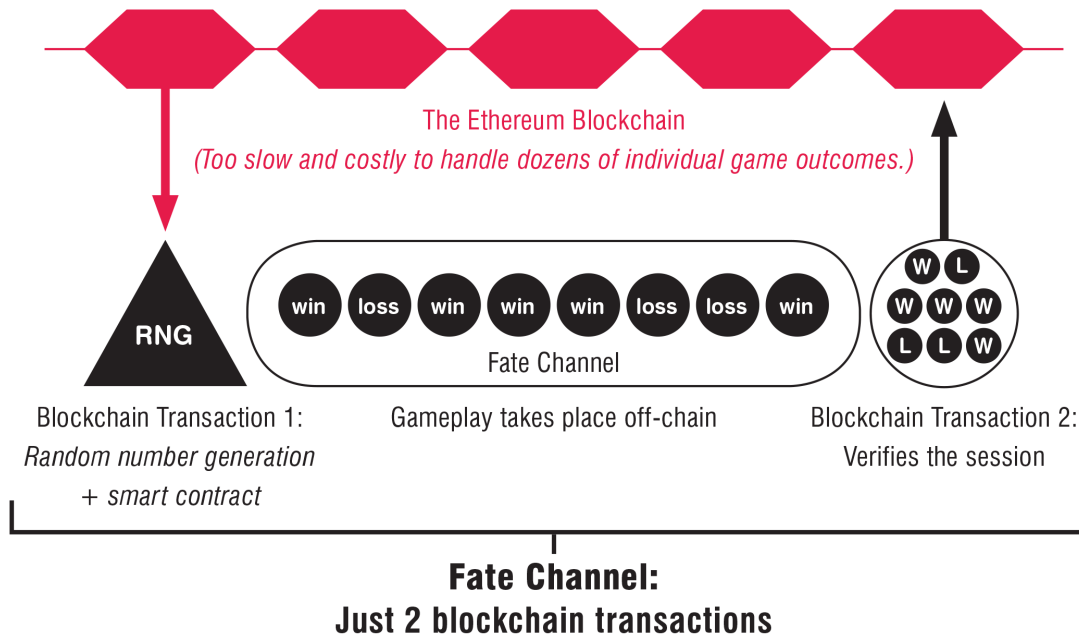 The Ethereum Blockchain
(Too slow and costly to handle dozens of individual game outcomes.)
RNG
win loss win win win loss loss win
Fate Channel
W L
W W W
L L W
Blockchain Transaction 1:
Random number generation
+ smart contract
Gameplay takes place off-chain
Blockchain Transaction 2:
Verifies the session
Fate Channel:
Just 2 blockchain transactions